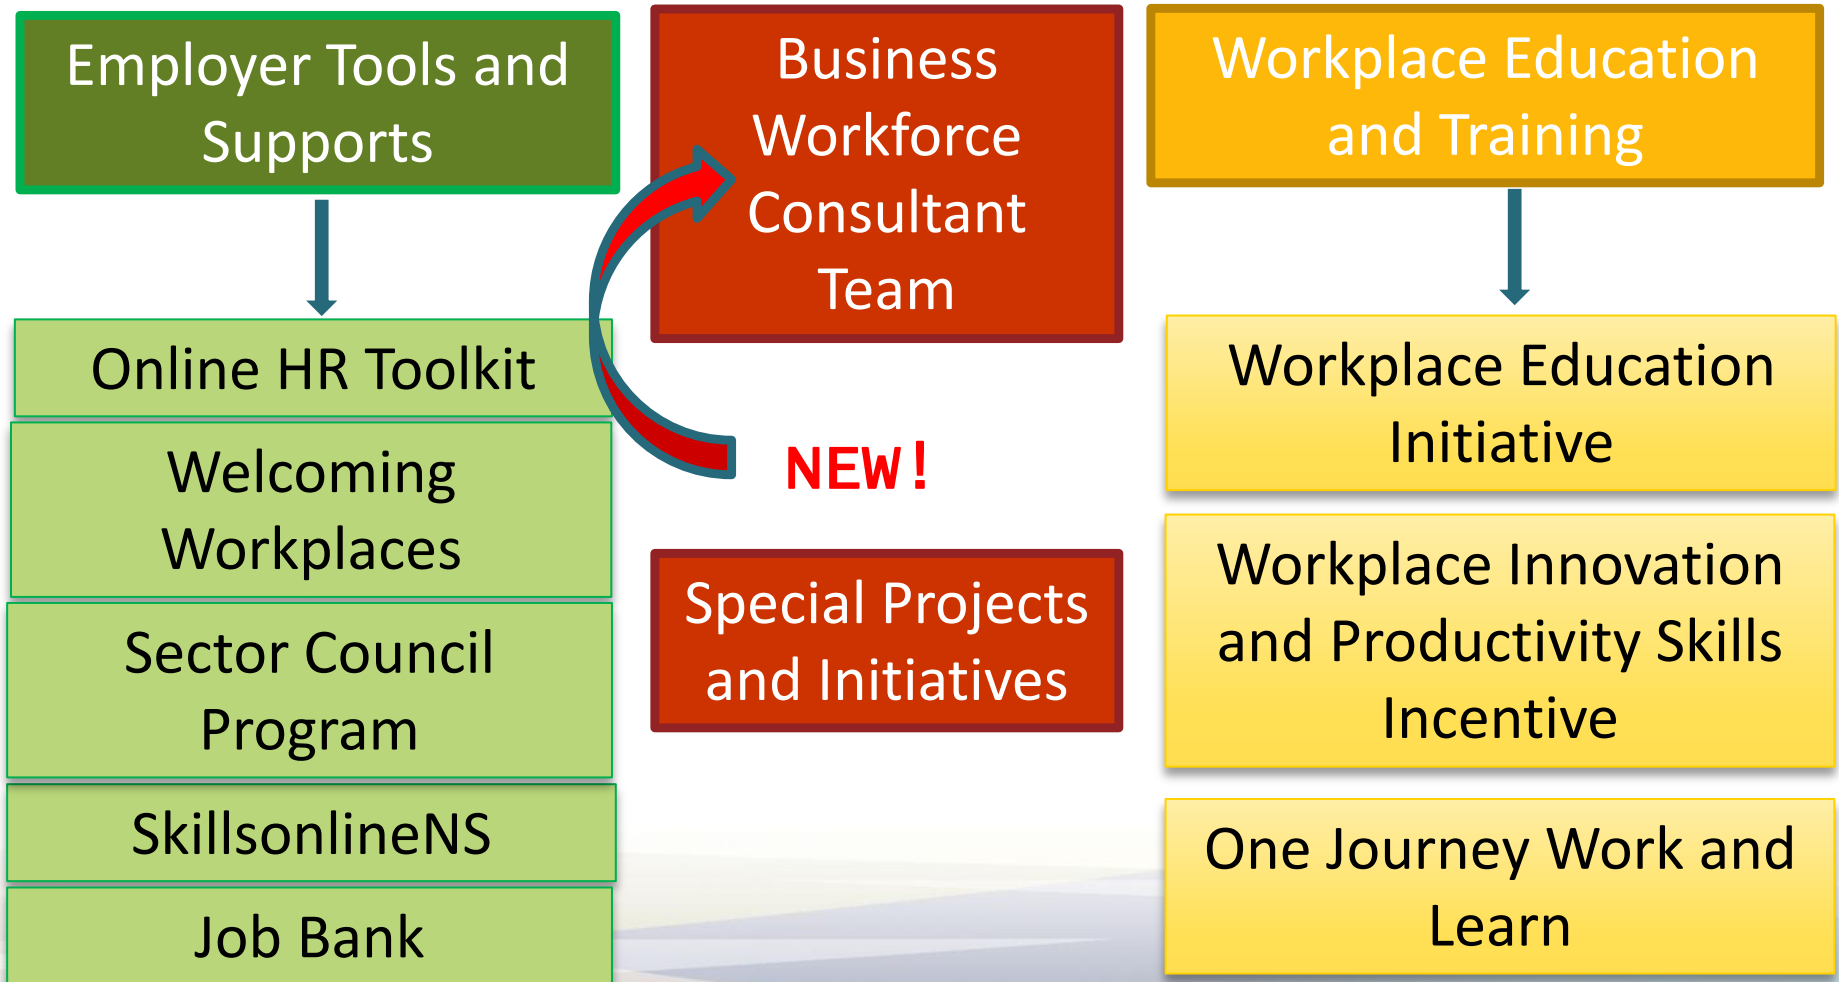 Employer Tools and
Supports
Online HR Toolkit
Welcoming
Workplaces
Sector Council
Program
SkillsonlineNS
Job Bank
Business
Workforce
Consultant
Team
NEW!
Special Projects
and Initiatives
Workplace Education
and Training
Workplace Education
Initiative
Workplace Innovation
and Productivity Skills
Incentive
One Journey Work and
Learn